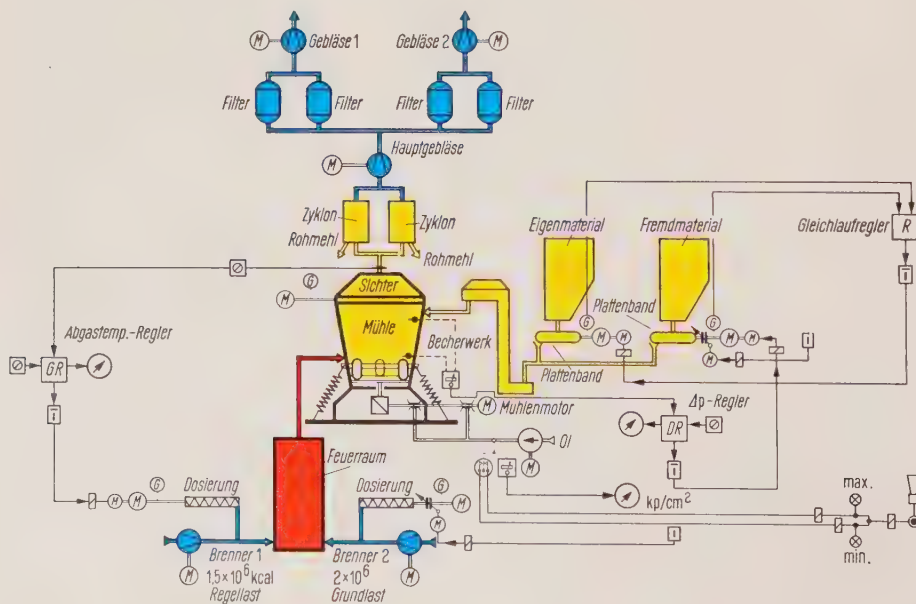 M
Gebläse 1
Gebläse 2
M
Filter
Filter
Filter
Filter
Hauptgebläse
M
Zyklon
Zyklon
Rohmehl
Rohmehl
Eigenmaterial
Fremdmaterial
Gleichlaufregler
R
Sichter
G
M
Mühle
Plattenband
G
G
Abgastemp.-Regler
Becherwerk
M
M
M
M
M
Plattenband
GR
M
Mühlenmotor
Δp-Regler
DR
Öl
M
Feuerraum
kp/cm²
max.
min.
M
M
G
Dosierung
Dosierung
G
M
M
Brenner 1
1,5×10⁶kcal
Regellast
M
Brenner 2
2×10⁶
Grundlast
M